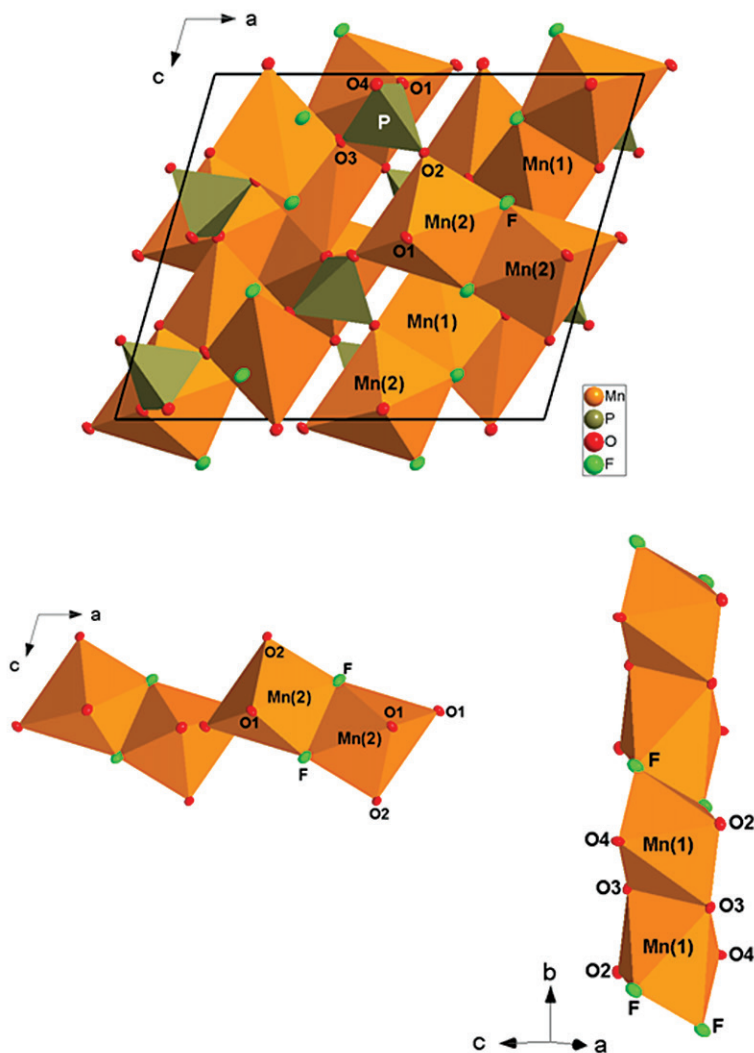 a
c
O4 O1
P
O3
O2
Mn(1)
Mn(2)
F
O1
Mn(2)
Mn(1)
Mn(2)
Mn
P
O
F
a
c
O2
F
Mn(2)
O1
O1
O1
Mn(2)
F
O2
F
O2
Mn(1)
O4
O3
O3
Mn(1)
O4
O2
F
F
b
c
a